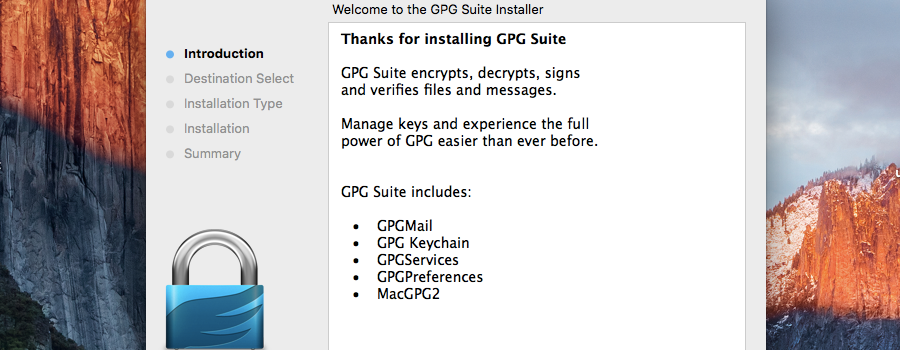 Welcome to the GPG Suite Installer
Introduction
Destination Select
Installation Type
Installation
Summary
Thanks for installing GPG Suite
GPG Suite encrypts, decrypts, signs
and verifies files and messages.
Manage keys and experience the full
power of GPG easier than ever before.
GPG Suite includes:
• GPGMail
• GPG Keychain
• GPGServices
• GPGPreferences
• MacGPG2